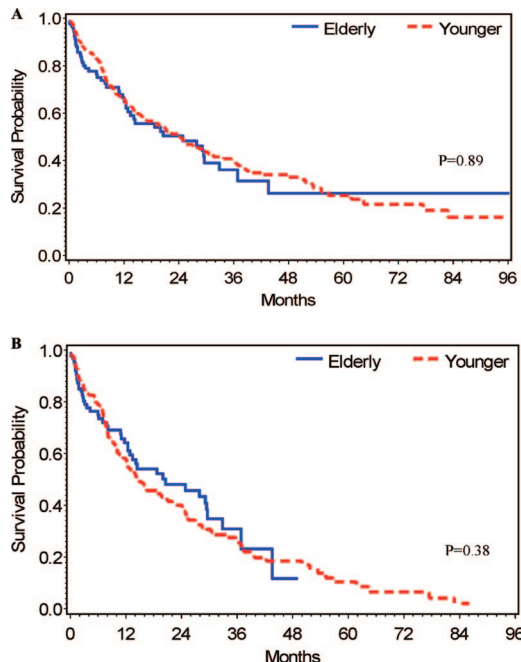 A
Elderly Younger
1.0
0.8
0.6
0.4
0.2
0.0
Survival Probability
P=0.89
0 12 24 36 48 60 72 84 96
Months
B
Elderly Younger
1.0
0.8
0.6
0.4
0.2
0.0
Survival Probability
P=0.38
0 12 24 36 48 60 72 84 96
Months